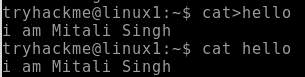 tryhackme@linux1:~$ cat>hello
i am Mitali Singh
tryhackme@linux1:~$ cat hello
i am Mitali Singh